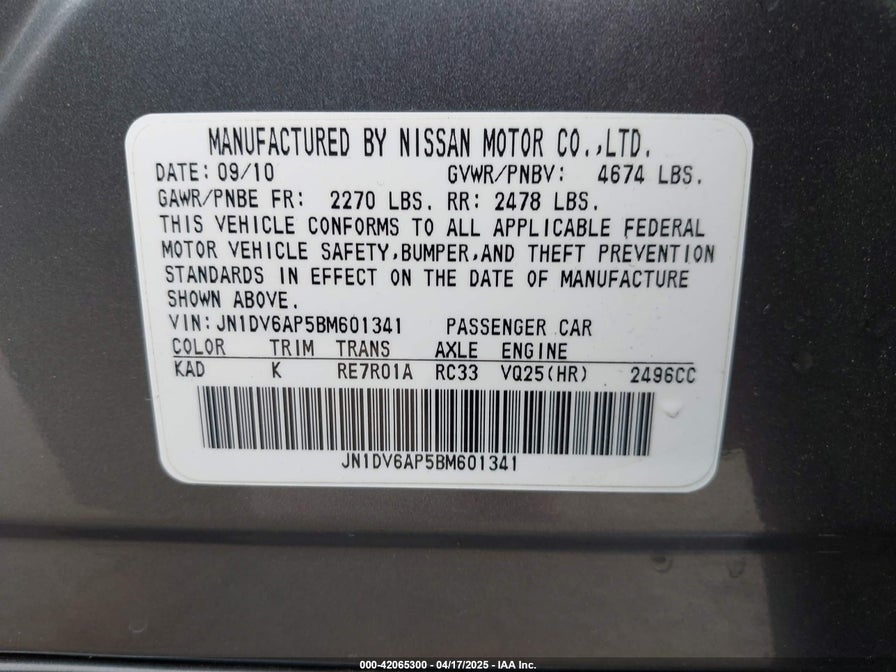 MANUFACTURED BY NISSAN MOTOR CO.,LTD.
DATE: 09/10 GVWR/PNBV: 4674 LBS.
GAWR/PNBE FR: 2270 LBS. RR: 2478 LBS.
THIS VEHICLE CONFORMS TO ALL APPLICABLE FEDERAL
MOTOR VEHICLE SAFETY,BUMPER,AND THEFT PREVENTION
STANDARDS IN EFFECT ON THE DATE OF MANUFACTURE
SHOWN ABOVE.
VIN: JN1DV6AP5BM601341 PASSENGER CAR
COLOR TRIM TRANS AXLE ENGINE
KAD K RE7R01A RC33 VQ25(HR) 2496CC
JN1DV6AP5BM601341
000-42065300 - 04/17/2025 - IAA Inc.